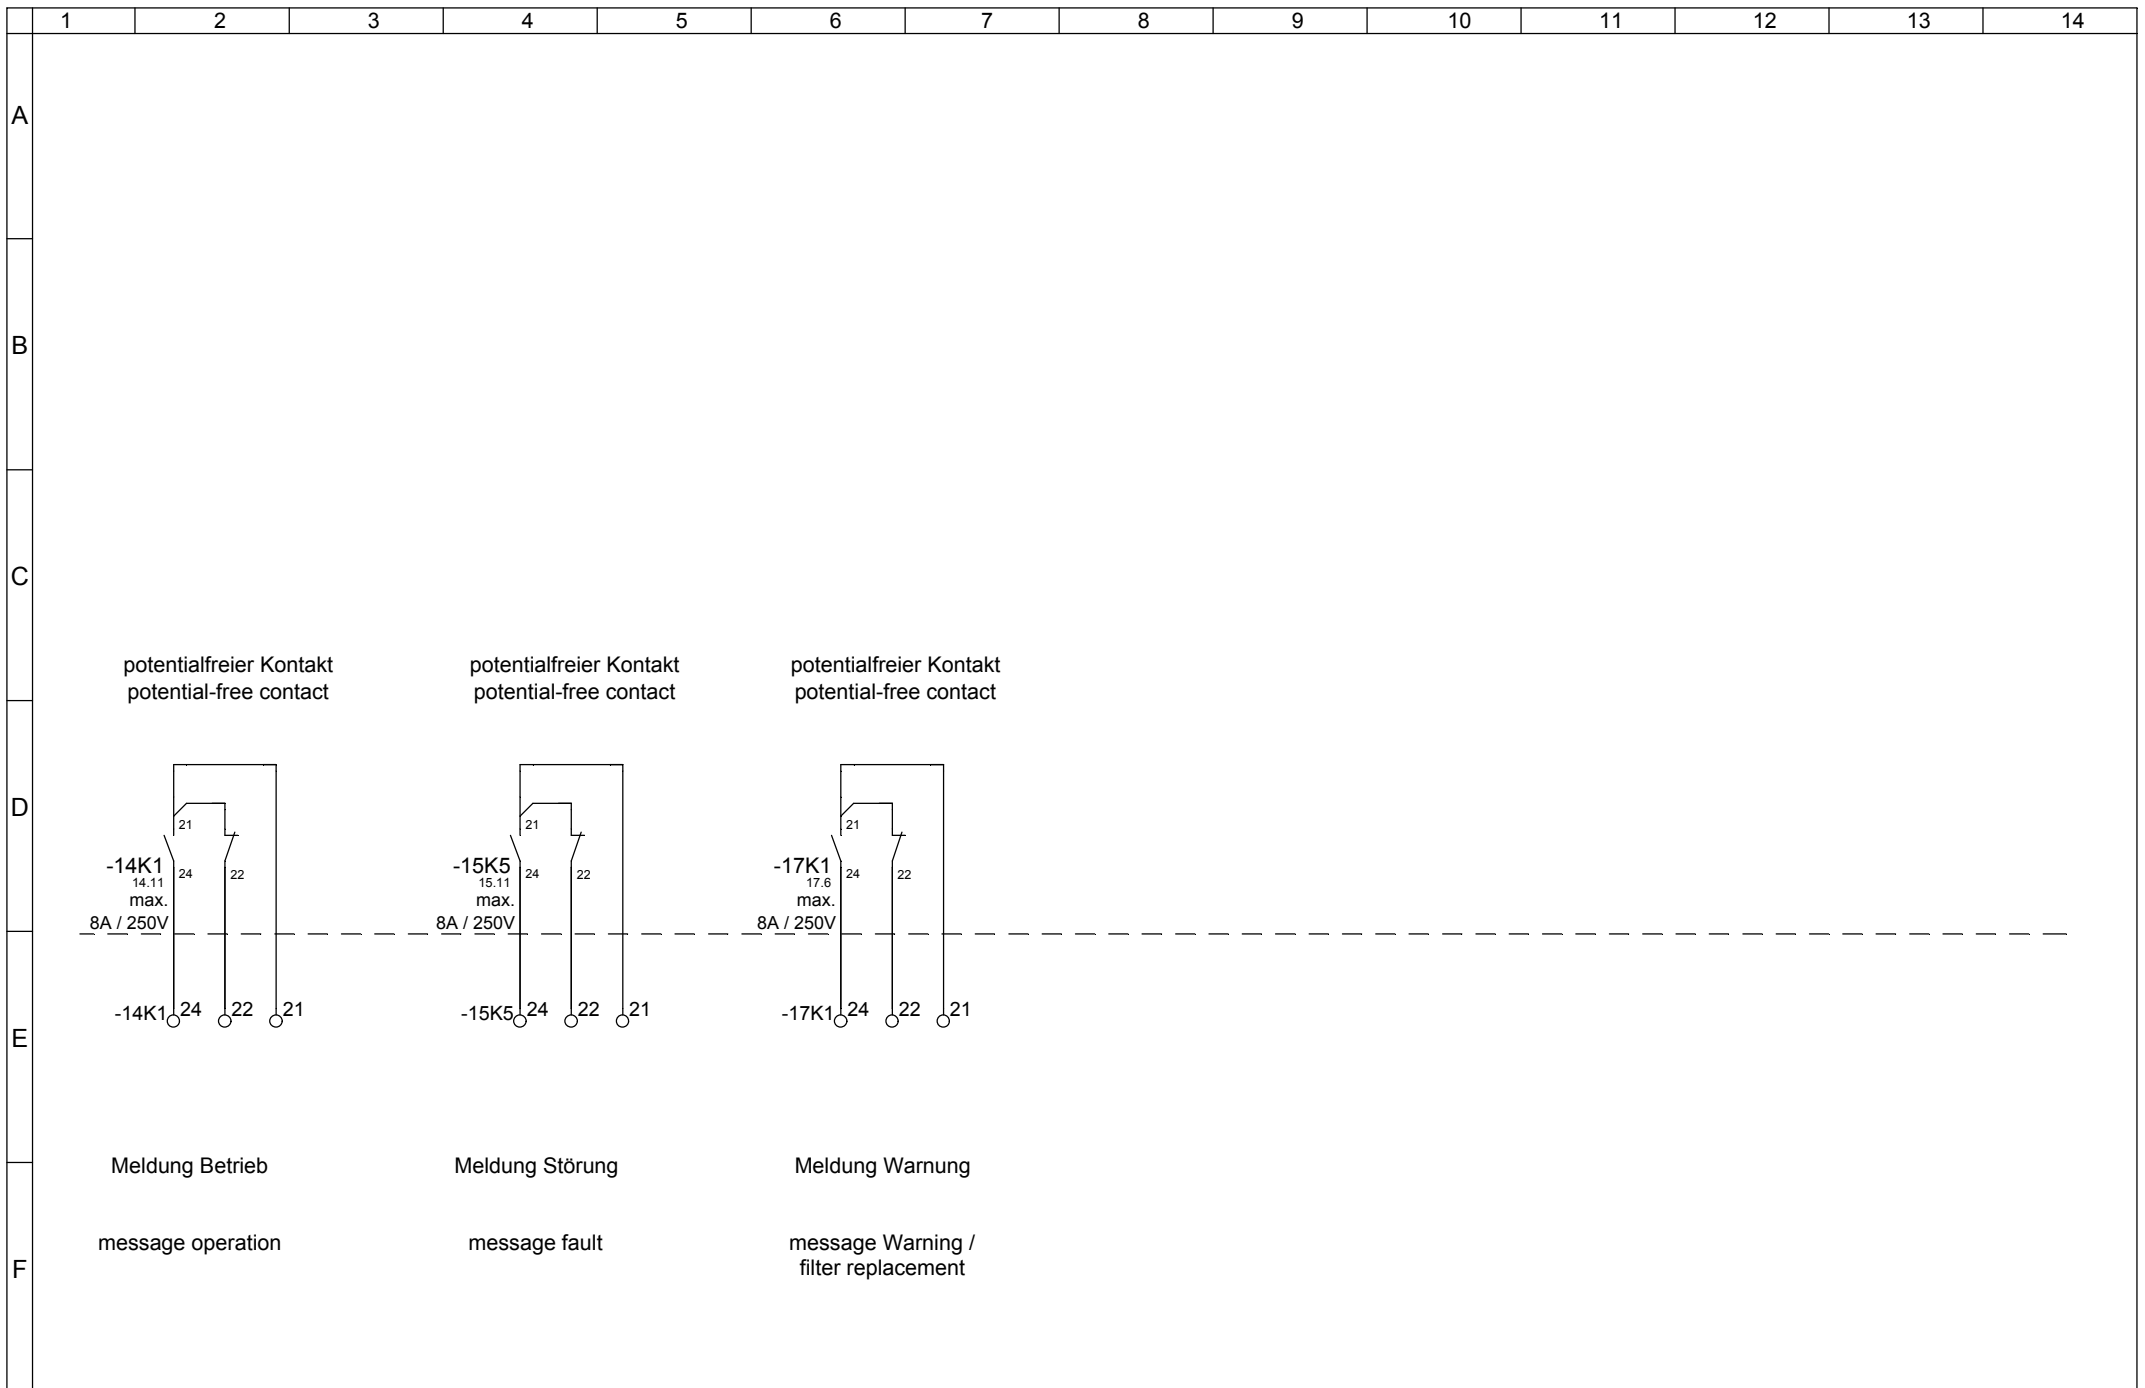 1 2 3 4 5 6 7 8 9 10 11 12 13 14
A
B
C
potentialfreier Kontakt potentialfreier Kontakt potentialfreier Kontakt
potential-free contact potential-free contact potential-free contact
D
21 21 21
-14K1 24 22 -15K5 24 22 -17K1 24 22
14.11 15.11 17.6
max. max. max.
8A / 250V 8A / 250V 8A / 250V
-14K1 24 22 21 -15K5 24 22 21 -17K1 24 22 21
E
Meldung Betrieb Meldung Störung Meldung Warnung
message operation message fault message Warning /
filter replacement
F